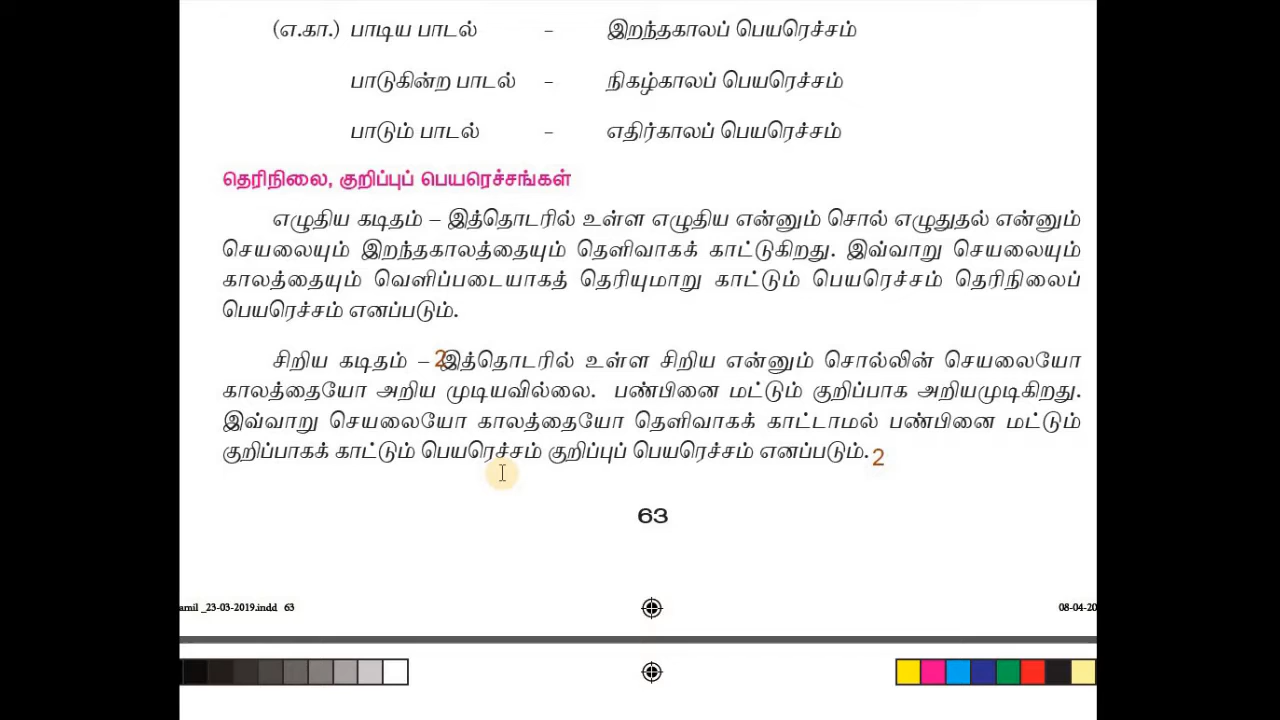 (எ.கா.) பாடிய பாடல் – இறந்தகாலப் பெயரெச்சம்
பாடுகின்ற பாடல் – நிகழ்காலப் பெயரெச்சம்
பாடும் பாடல் – எதிர்காலப் பெயரெச்சம்
தெரிநிலை, குறிப்புப் பெயரெச்சங்கள்
எழுதிய கடிதம் – இத்தொடரில் உள்ள எழுதிய என்னும் சொல் எழுதுதல் என்னும்
செயலையும் இறந்தகாலத்தையும் தெளிவாகக் காட்டுகிறது. இவ்வாறு செயலையும்
காலத்தையும் வெளிப்படையாகத் தெரியுமாறு காட்டும் பெயரெச்சம் தெரிநிலைப்
பெயரெச்சம் எனப்படும்.
சிறிய கடிதம் – 2 இத்தொடரில் உள்ள சிறிய என்னும் சொல்லின் செயலையோ
காலத்தையோ அறிய முடியவில்லை. பண்பினை மட்டும் குறிப்பாக அறியமுடிகிறது.
இவ்வாறு செயலையோ காலத்தையோ தெளிவாகக் காட்டாமல் பண்பினை மட்டும்
குறிப்பாகக் காட்டும் பெயரெச்சம் குறிப்புப் பெயரெச்சம் எனப்படும். 2
63
amil _23-03-2019.indd 63 08-04-20